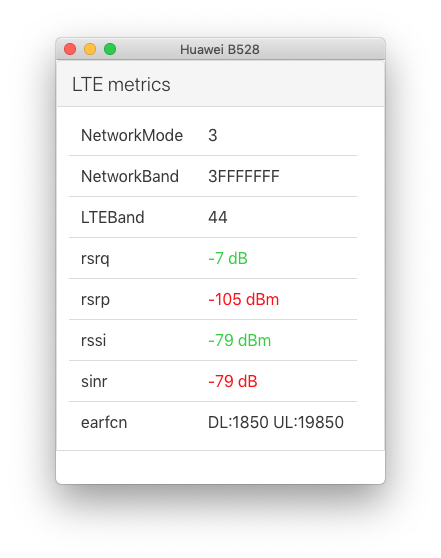 Huawei B528
LTE metrics
NetworkMode 3
NetworkBand 3FFFFFFF
LTEBand 44
rsrq -7 dB
rsrp -105 dBm
rssi -79 dBm
sinr -79 dB
earfcn DL:1850 UL:19850